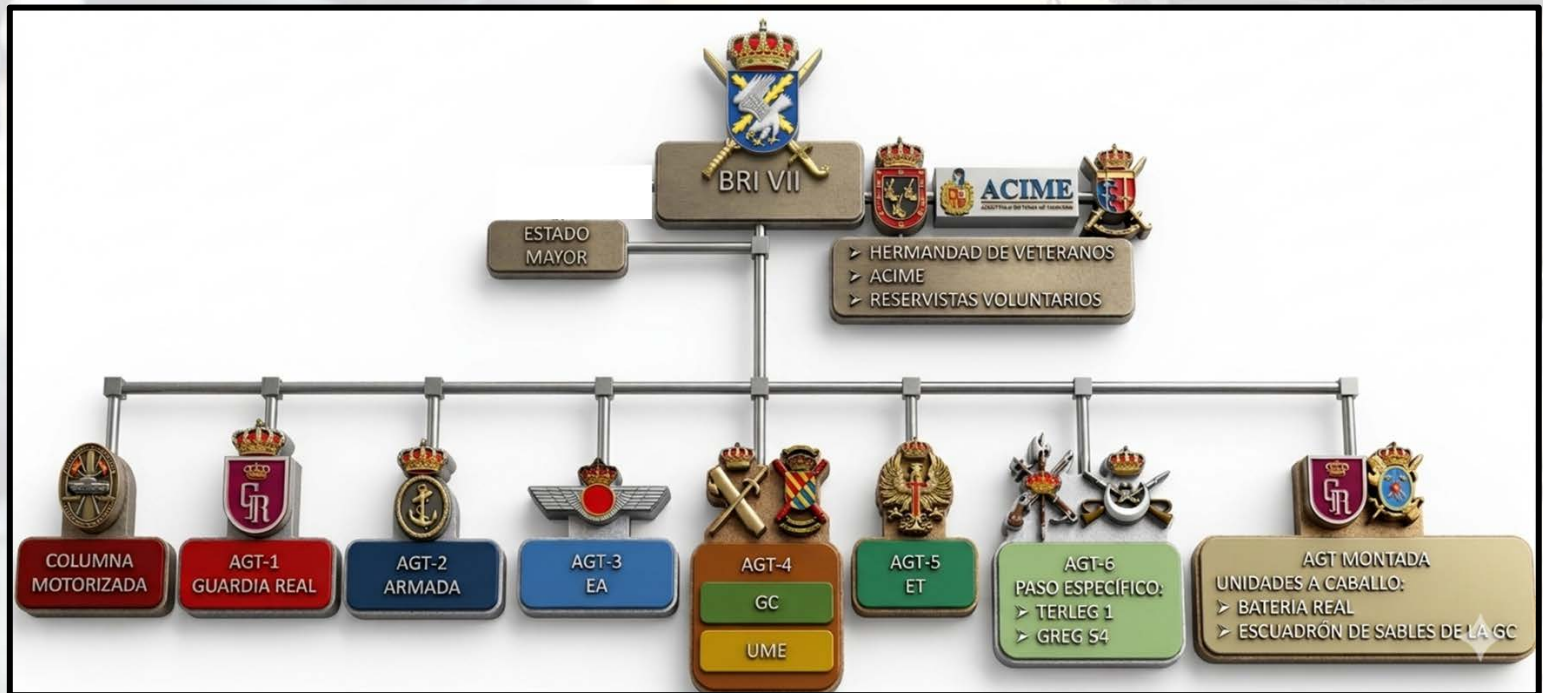 BRI VII
ACIME
ESTADO
MAYOR
➤ HERMANDAD DE VETERANOS
➤ ACIME
➤ RESERVISTAS VOLUNTARIOS
COLUMNA
MOTORIZADA
AGT-1
GUARDIA REAL
AGT-2
ARMADA
AGT-3
EA
AGT-4
GC
UME
AGT-5
ET
AGT-6
PASO ESPECÍFICO:
➤ TERLEG 1
➤ GREG 54
AGT MONTADA
UNIDADES A CABALLO:
➤ BATERIA REAL
➤ ESCUADRÓN DE SABLES DE LA GC